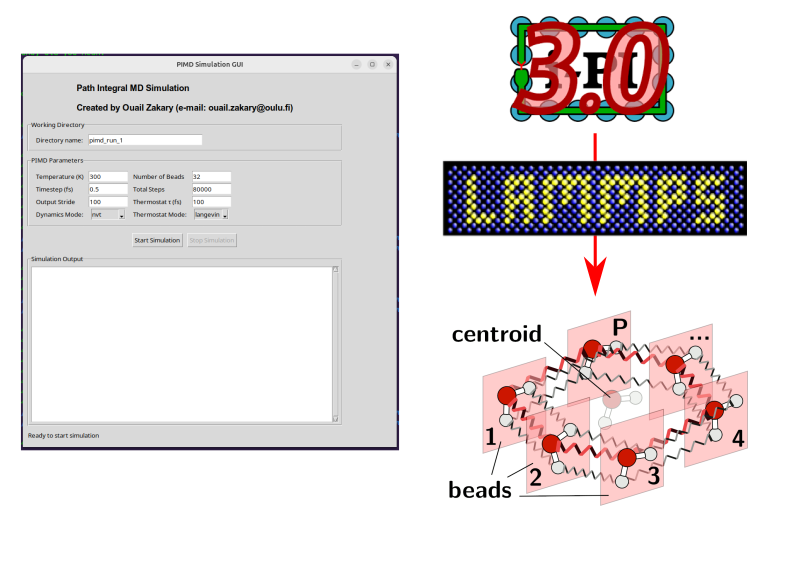 PIMD Simulation GUI
Path Integral MD Simulation
Created by Ouail Zakary (e-mail: ouail.zakary@oulu.fi)
Working Directory
Directory name: pimd_run_1
PIMD Parameters
Temperature (K) 300 Number of Beads 32
Timestep (fs) 0.5 Total Steps 80000
Output Stride 100 Thermostat τ (fs) 100
Dynamics Mode: nvt Thermostat Mode: langevin
Start Simulation Stop Simulation
Simulation Output
Ready to start simulation
i-PI
3.0
LAMMPS
centroid
P
...
1
2
3
4
beads